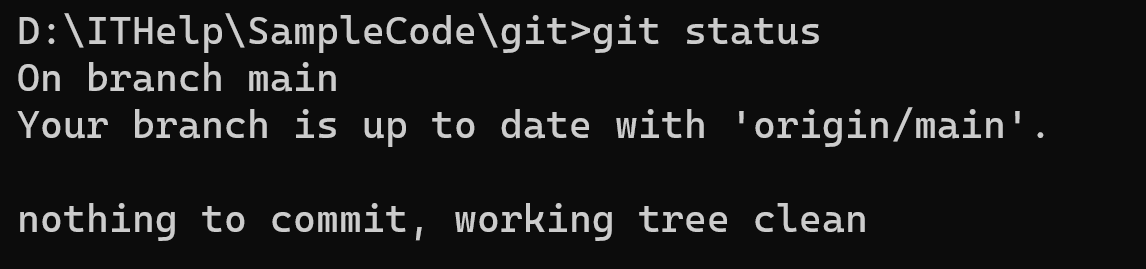 D:\ITHelp\SampleCode\git>git status
On branch main
Your branch is up to date with 'origin/main'.
nothing to commit, working tree clean